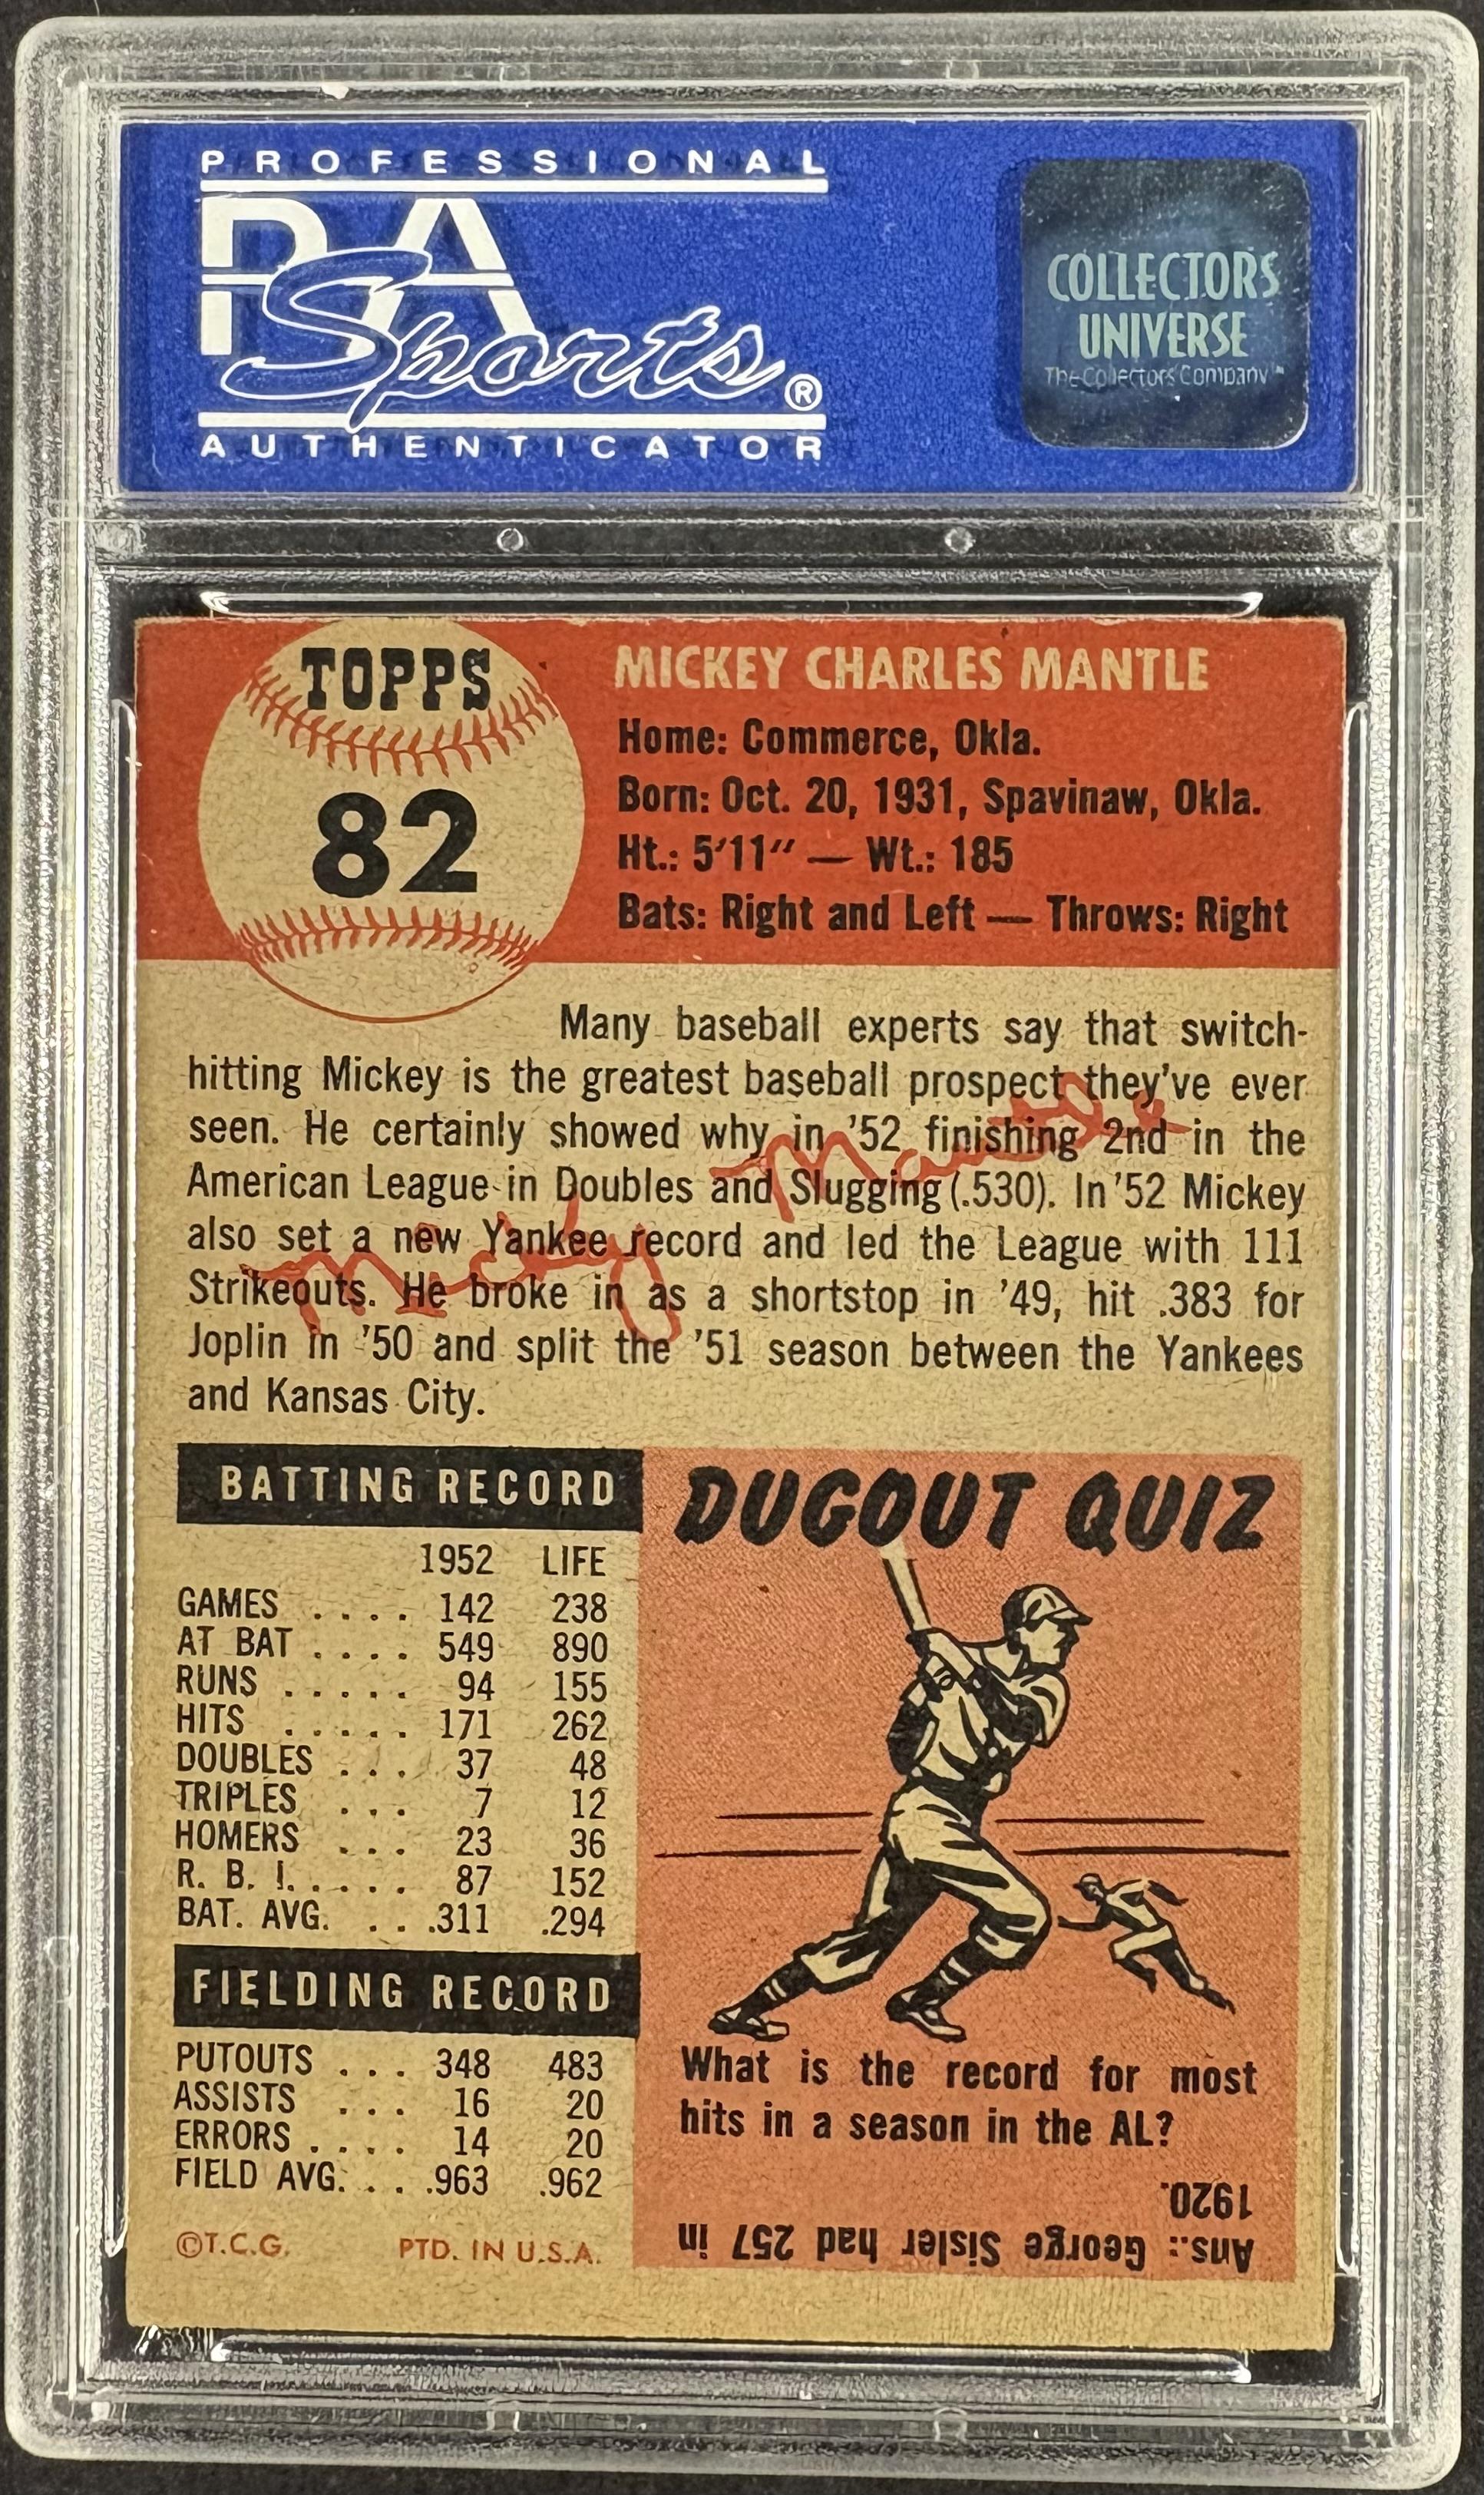 PROFESSIONAL
PSA
Sports®
AUTHENTICATOR
COLLECTORS
UNIVERSE
The Collectors Company™
TOPPS
82
MICKEY CHARLES MANTLE
Home: Commerce, Okla.
Born: Oct. 20, 1931, Spavinaw, Okla.
Ht.: 5'11" — Wt.: 185
Bats: Right and Left — Throws: Right
Many baseball experts say that switch-
hitting Mickey is the greatest baseball prospect they've ever
seen. He certainly showed why in '52 finishing 2nd in the
American League in Doubles and Slugging (.530). In '52 Mickey
also set a new Yankee record and led the League with 111
Strikeouts. He broke in as a shortstop in '49, hit .383 for
Joplin in '50 and split the '51 season between the Yankees
and Kansas City.
Mickey Mantle
BATTING RECORD
1952 LIFE
GAMES . . . . 142 238
AT BAT . . . . 549 890
RUNS . . . . . 94 155
HITS . . . . . 171 262
DOUBLES . . . 37 48
TRIPLES . . . 7 12
HOMERS . . . 23 36
R. B. I. . . . . . 87 152
BAT. AVG. . . . .311 .294
FIELDING RECORD
PUTOUTS . . . 348 483
ASSISTS . . . 16 20
ERRORS . . . . 14 20
FIELD AVG. . . . .963 .962
©T.C.G. PTD. IN U.S.A.
DUGOUT QUIZ
What is the record for most
hits in a season in the AL?
Ans.: George Sisler had 257 in
1920.